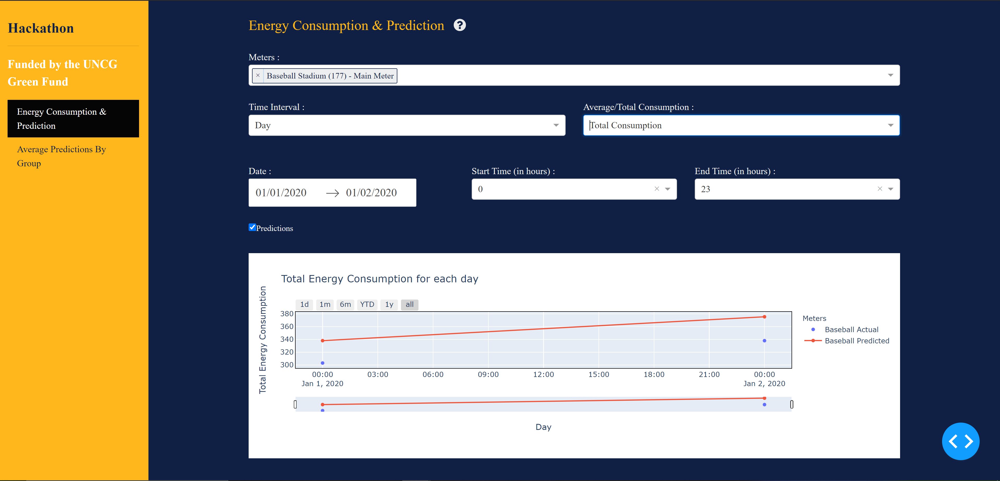 Hackathon
Funded by the UNCG
Green Fund
Energy Consumption &
Prediction
Average Predictions By
Group
Energy Consumption & Prediction ?
Meters :
× Baseball Stadium (177) - Main Meter
Time Interval :
Day
Average/Total Consumption :
Total Consumption
Date :
01/01/2020 → 01/02/2020
Start Time (in hours) :
0 ×
End Time (in hours) :
23 ×
Predictions
Total Energy Consumption for each day
1d 1m 6m YTD 1y all
Total Energy Consumption
380
360
340
320
300
00:00 03:00 06:00 09:00 12:00 15:00 18:00 21:00 00:00
Jan 1, 2020 Jan 2, 2020
Day
Meters
Baseball Actual
Baseball Predicted